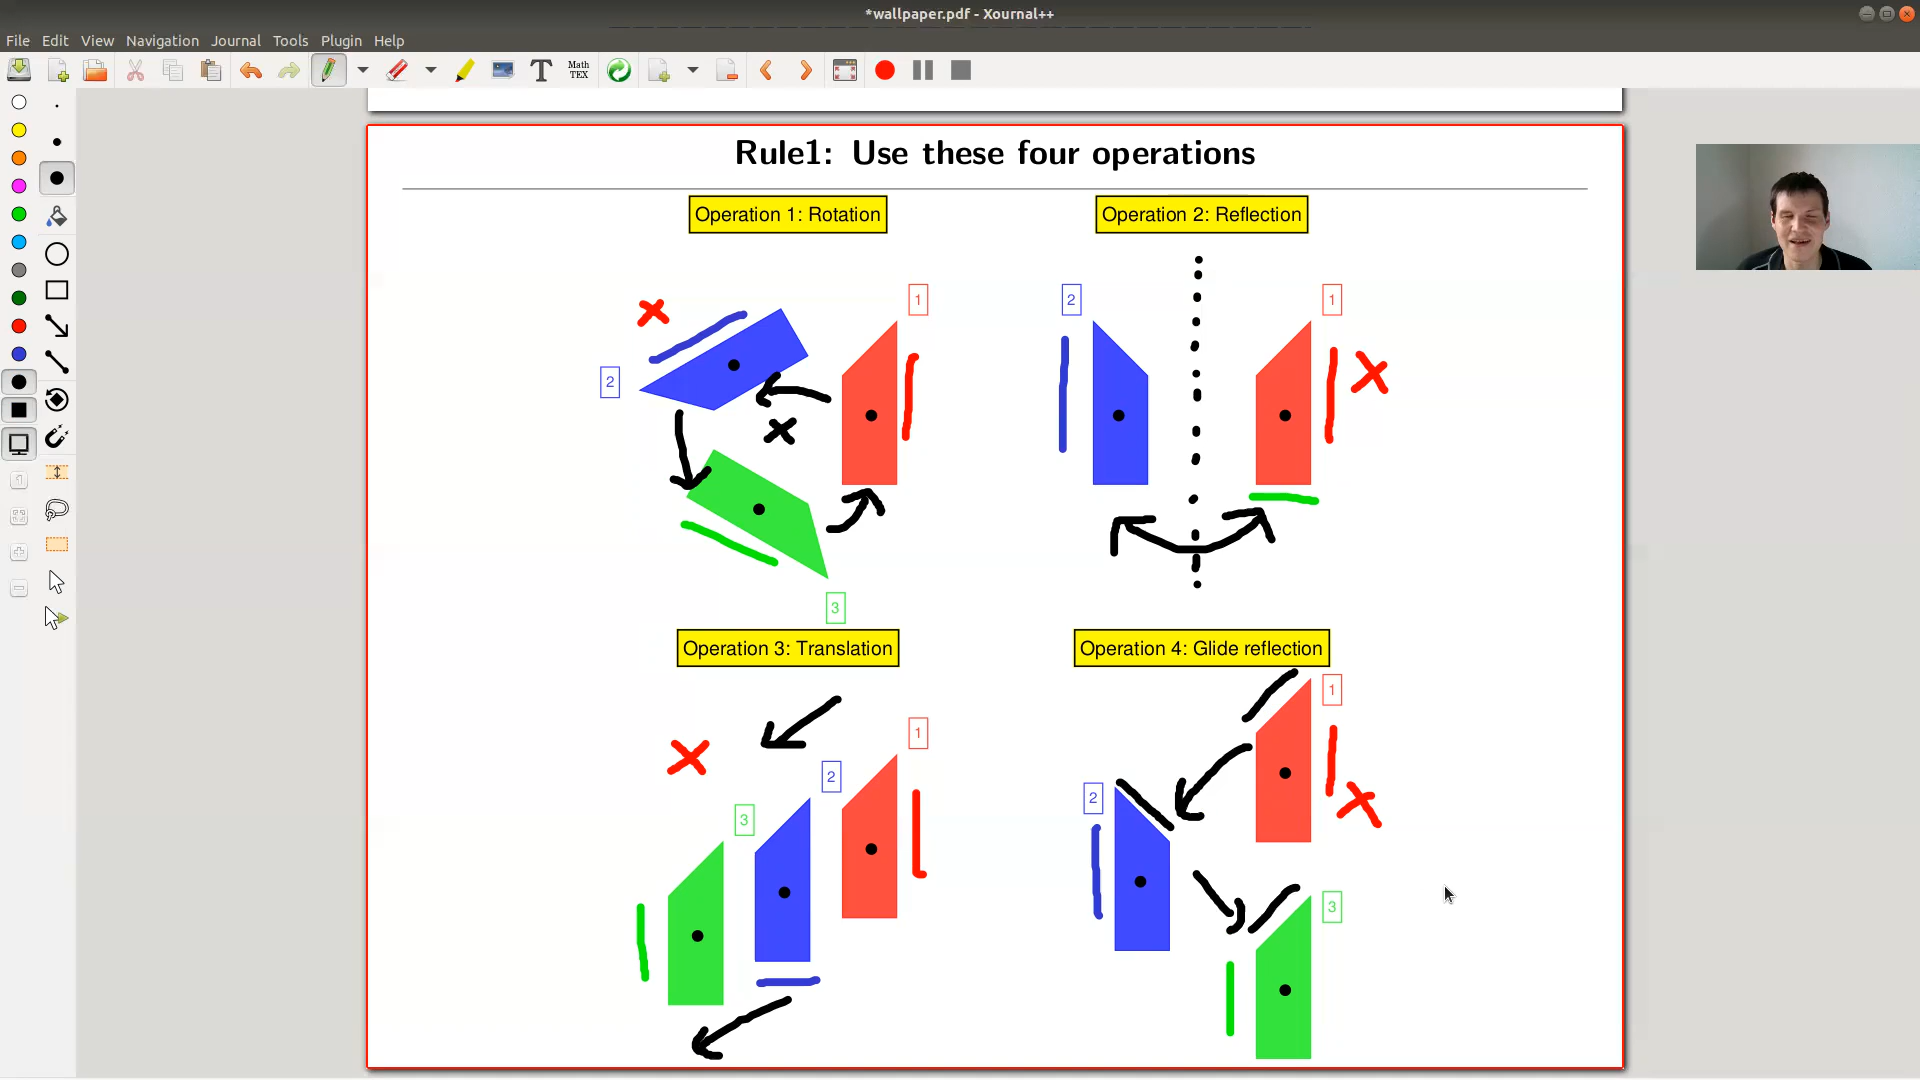 *wallpaper.pdf - Xournal++
File Edit View Navigation Journal Tools Plugin Help
Math
TEX
Rule1: Use these four operations
Operation 1: Rotation
Operation 2: Reflection
1
2
2
1
3
Operation 3: Translation
Operation 4: Glide reflection
1
2
3
1
2
3